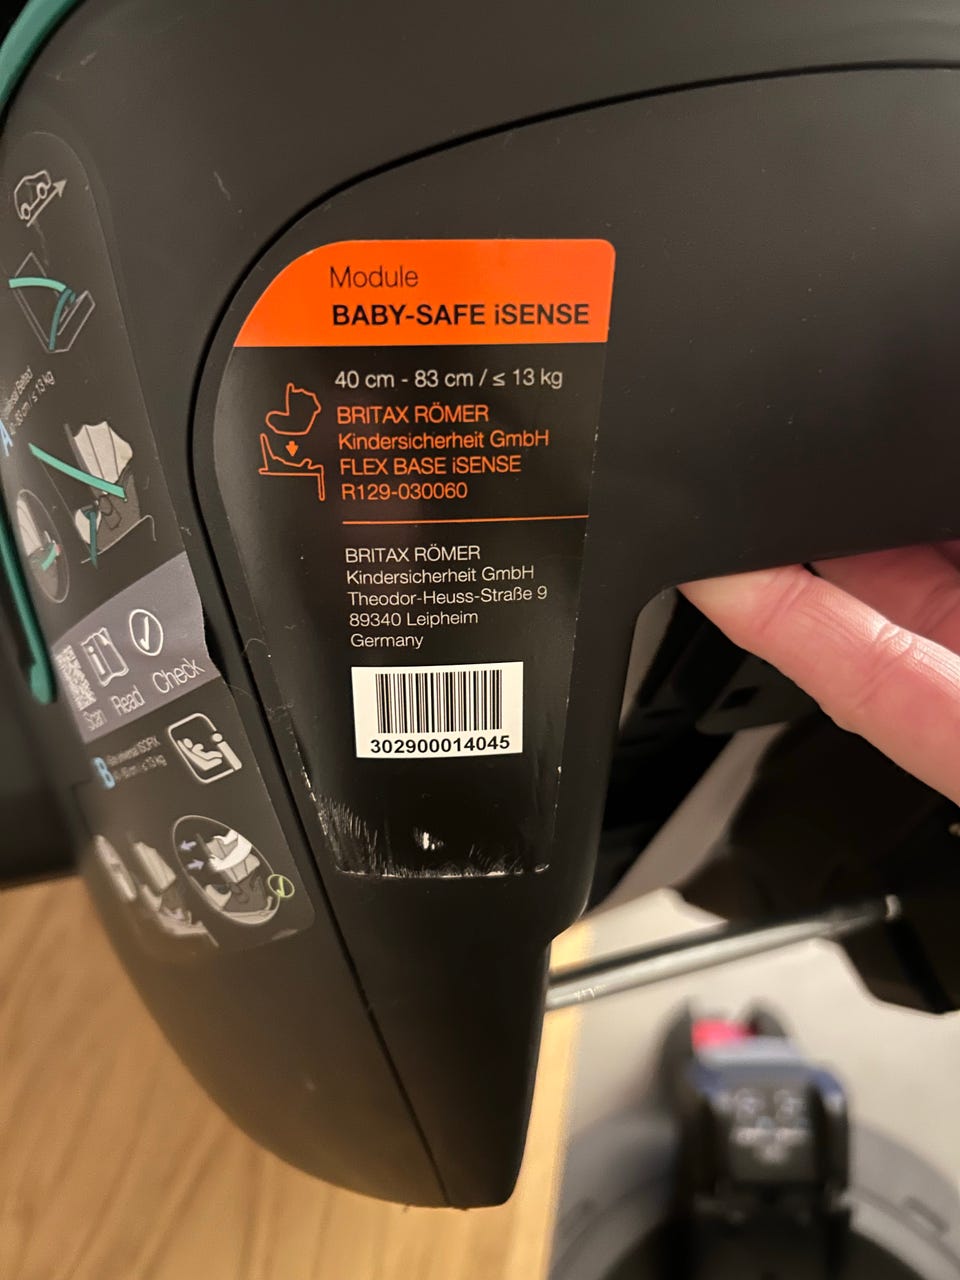 Module
BABY-SAFE iSENSE
40 cm - 83 cm / ≤ 13 kg
BRITAX RÖMER
Kindersicherheit GmbH
FLEX BASE iSENSE
R129-030060
BRITAX RÖMER
Kindersicherheit GmbH
Theodor-Heuss-Straße 9
89340 Leipheim
Germany
302900014045
A
Scan Read Check
B